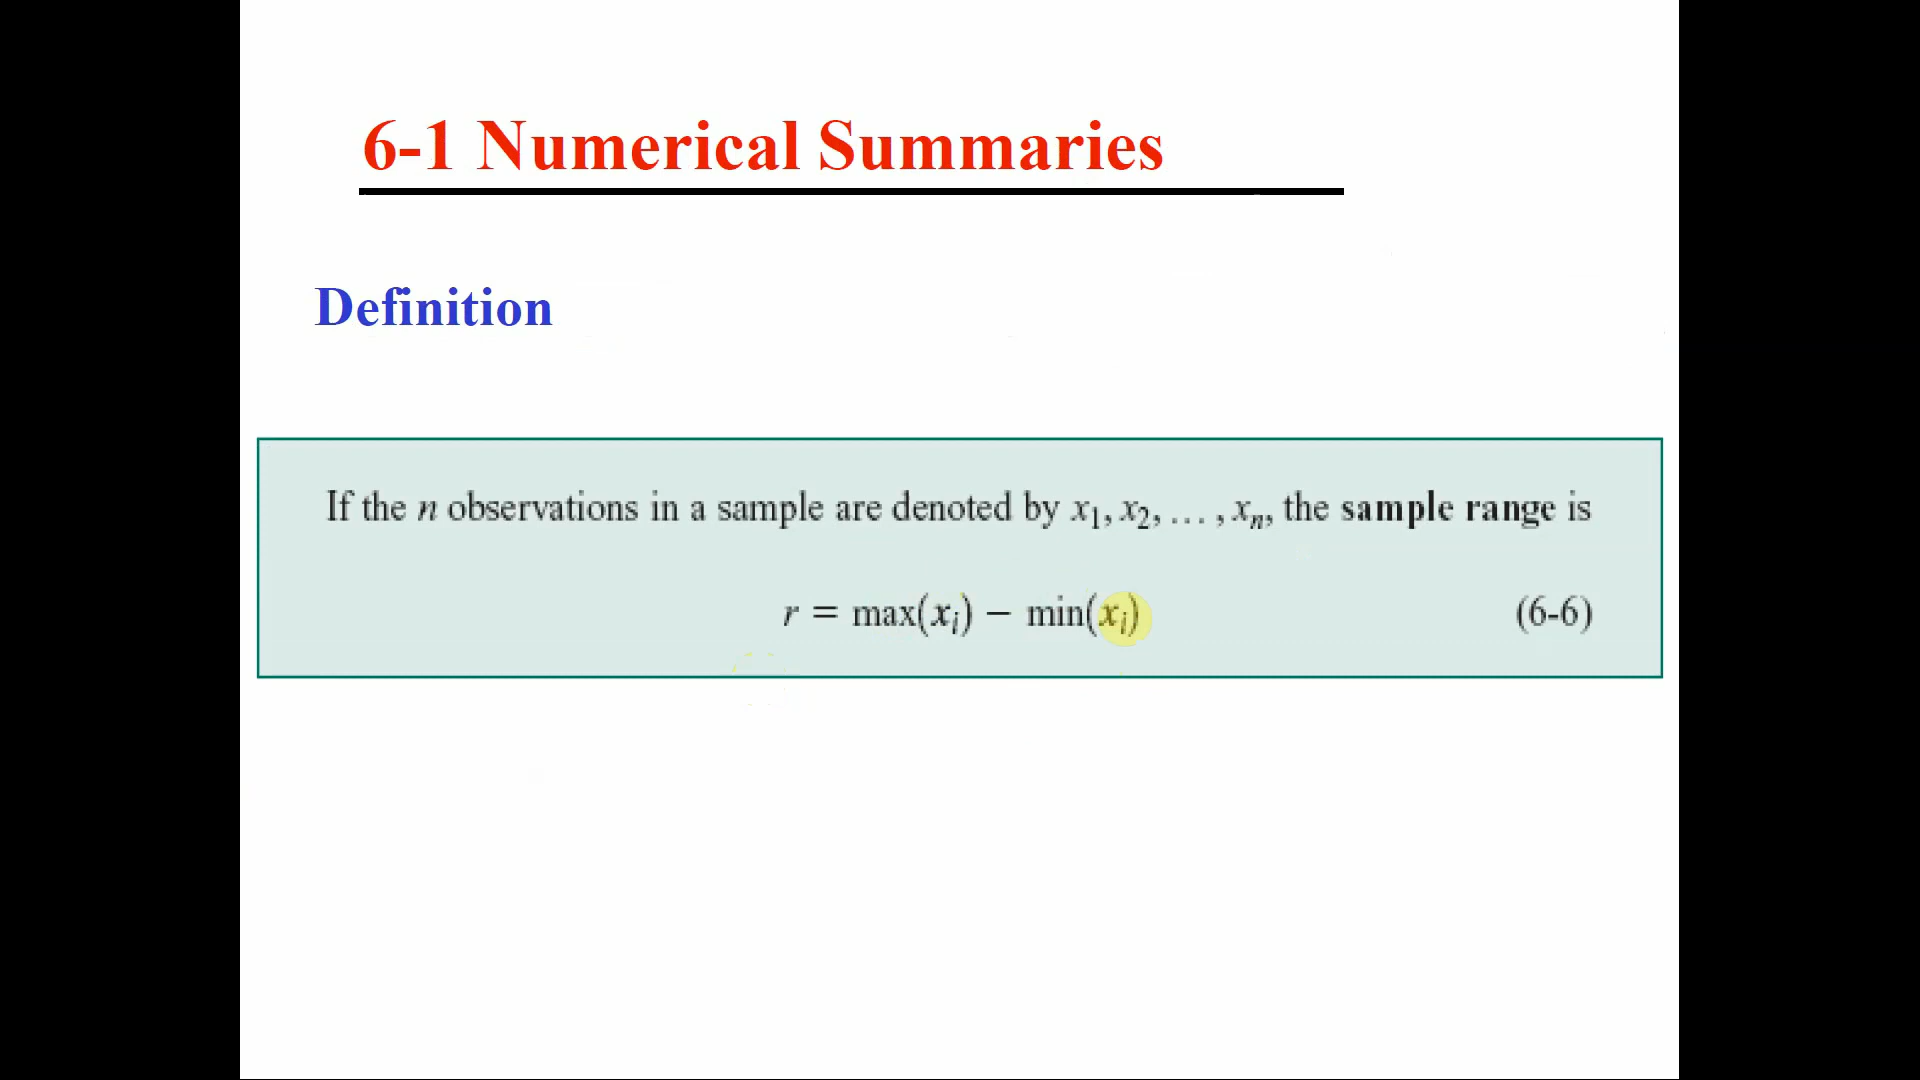 6-1 Numerical Summaries
Definition
If the n observations in a sample are denoted by x₁, x₂, … , xₙ, the sample range is
r = max(xᵢ) − min(xᵢ) (6-6)